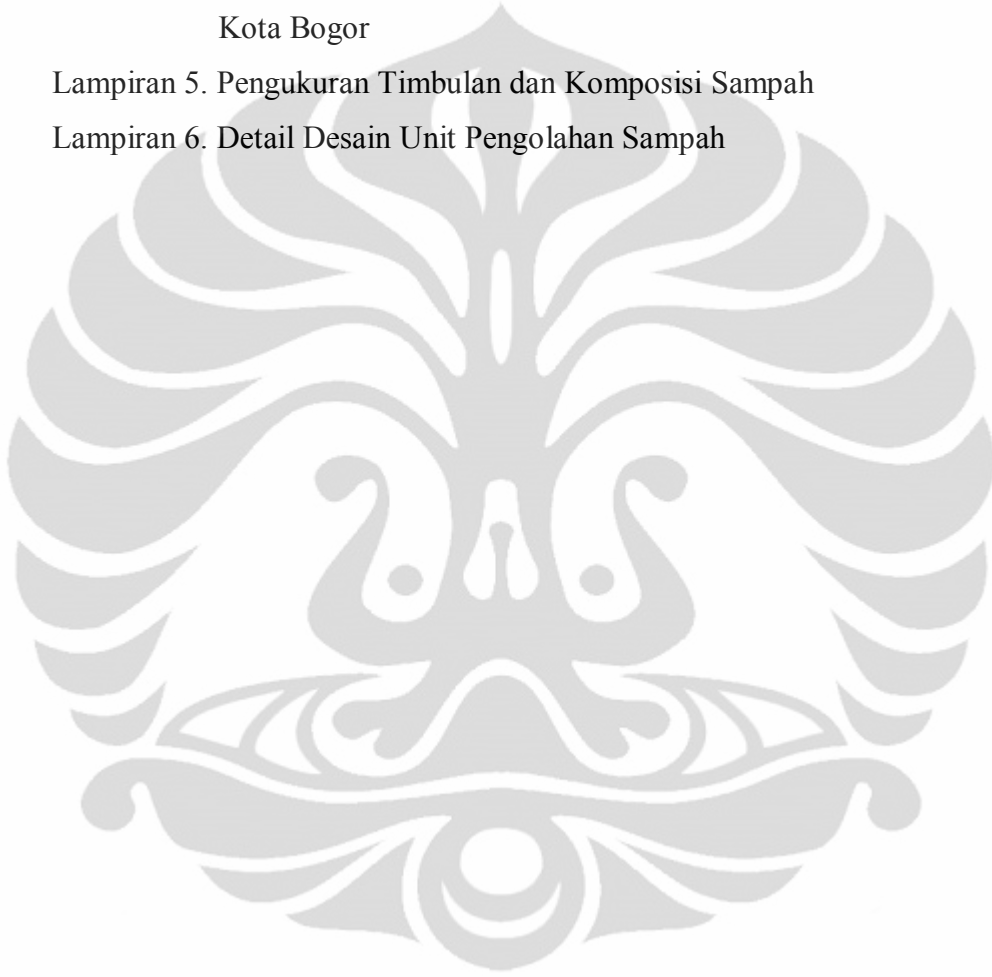 Kota Bogor
Lampiran 5. Pengukuran Timbulan dan Komposisi Sampah
Lampiran 6. Detail Desain Unit Pengolahan Sampah